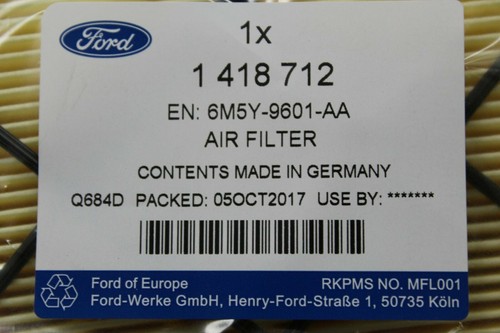 Ford
1x
1 418 712
EN: 6M5Y-9601-AA
AIR FILTER
CONTENTS MADE IN GERMANY
Q684D PACKED: 05OCT2017 USE BY: *******
Ford of Europe RKPMS NO. MFL001
Ford-Werke GmbH, Henry-Ford-Straße 1, 50735 Köln